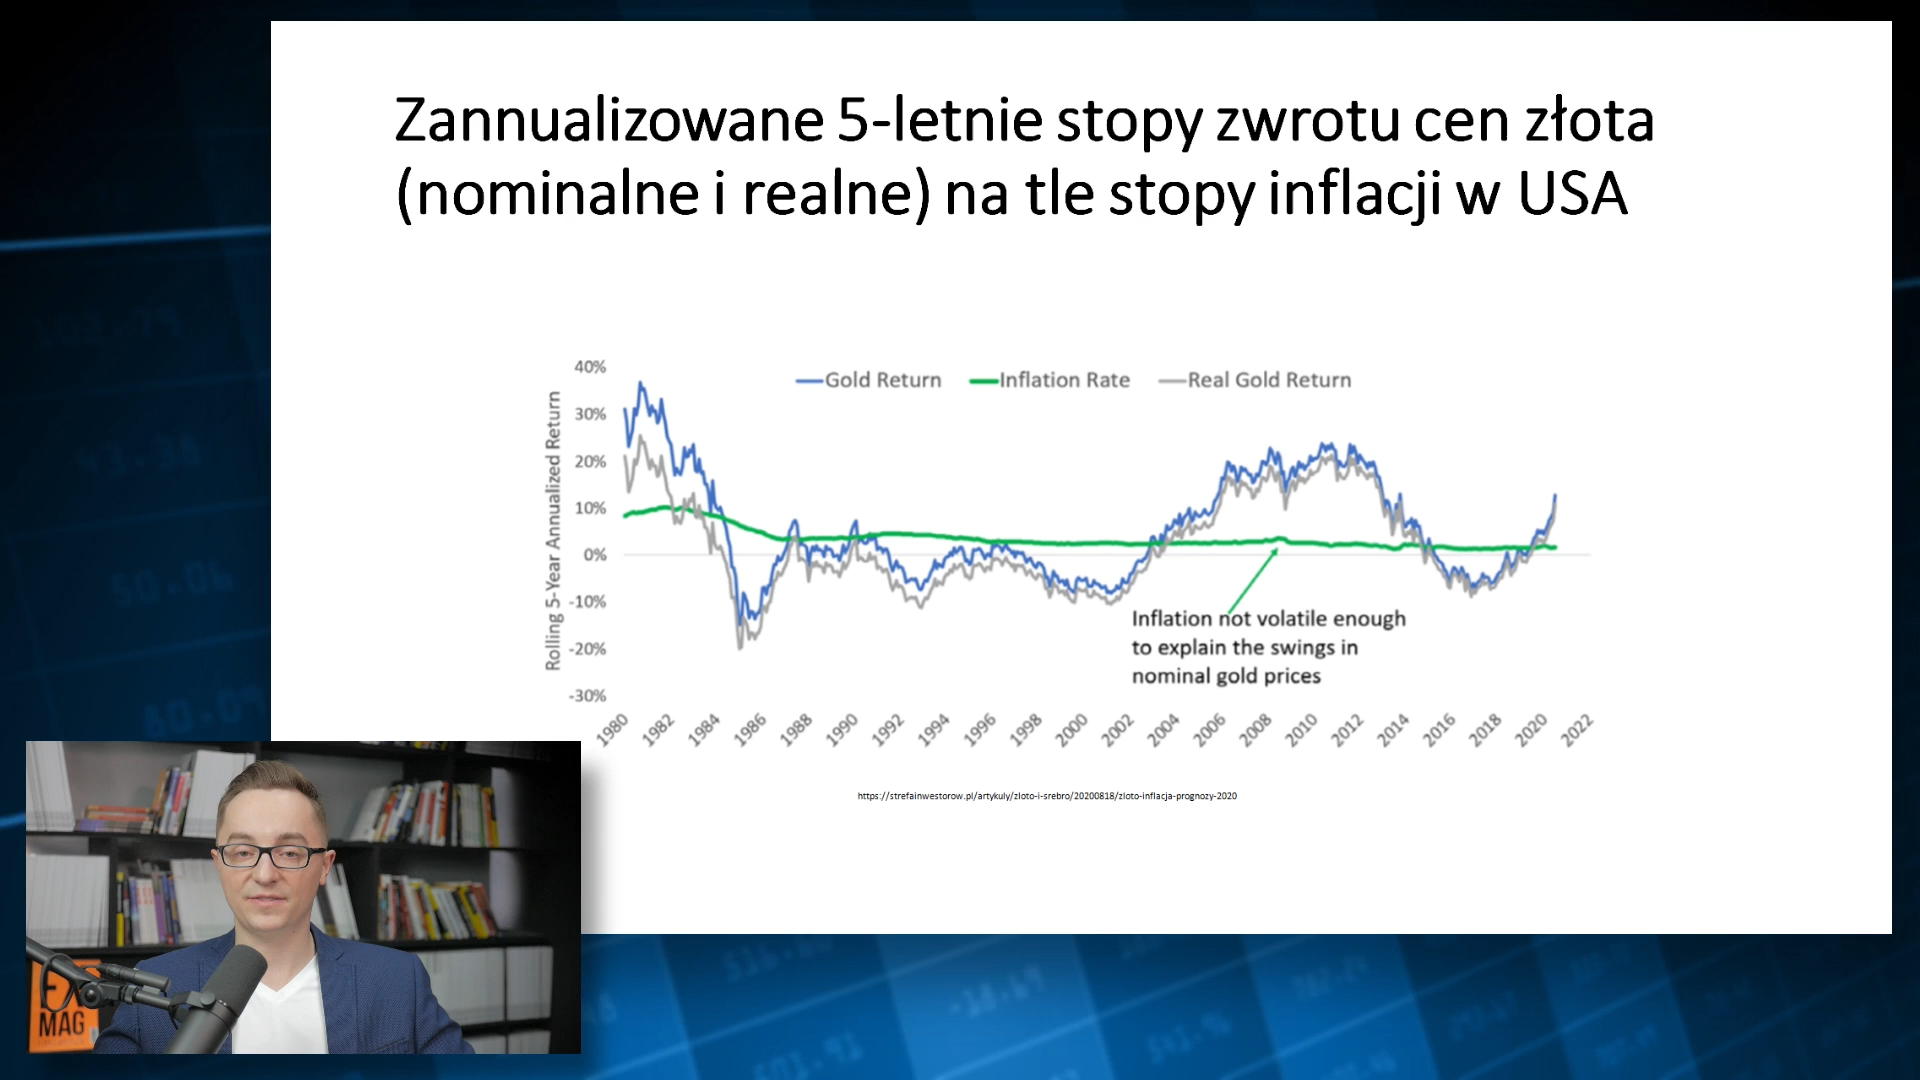 Zannualizowane 5-letnie stopy zwrotu cen złota
(nominalne i realne) na tle stopy inflacji w USA
Gold Return
Inflation Rate
Real Gold Return
Rolling 5-Year Annualized Return
40%
30%
20%
10%
0%
-10%
-20%
-30%
Inflation not volatile enough
to explain the swings in
nominal gold prices
1980 1982 1984 1986 1988 1990 1992 1994 1996 1998 2000 2002 2004 2006 2008 2010 2012 2014 2016 2018 2020 2022
https://strefainwestorow.pl/artykuly/zloto-i-srebro/20200818/zloto-inflacja-prognozy-2020
MAG